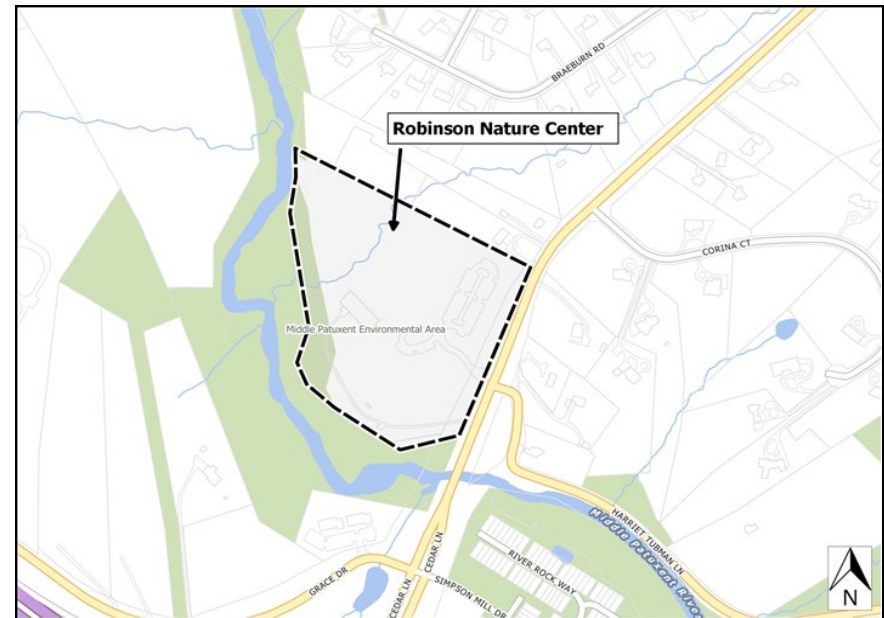 BRAEBURN RD
Robinson Nature Center
CORINA CT
Middle Patuxent Environmental Area
HARRIET TUBMAN LN
Middle Patuxent River
CEDAR LN
RIVER ROCK WAY
GRACE DR
SIMPSON MILL DR
CEDAR LN
N